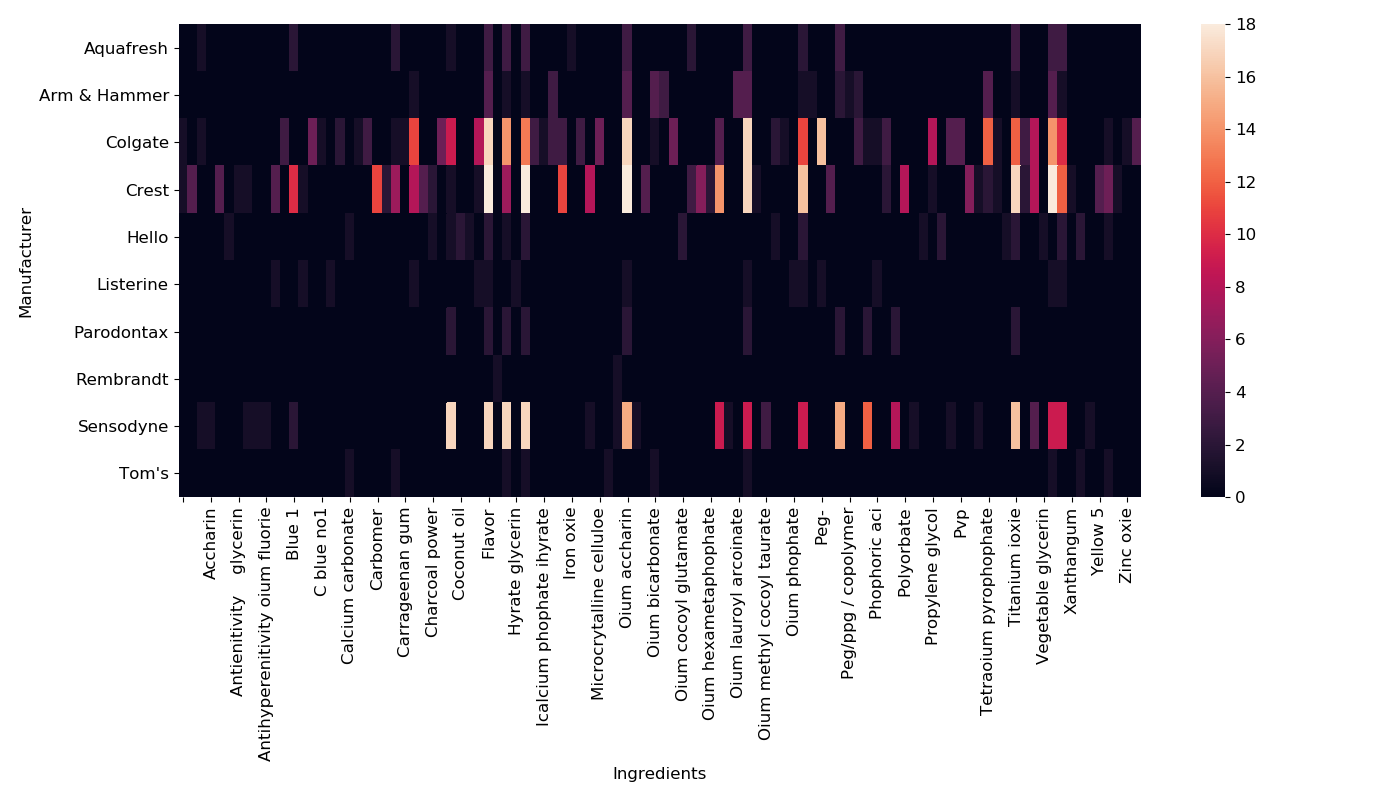 Manufacturer
Aquafresh
Arm & Hammer
Colgate
Crest
Hello
Listerine
Parodontax
Rembrandt
Sensodyne
Tom's
18
16
14
12
10
8
6
4
2
0
Accharin
Antienitivity   glycerin
Antihyperenitivity oium fluorie
Blue 1
C blue no1
Calcium carbonate
Carbomer
Carrageenan gum
Charcoal power
Coconut oil
Flavor
Hyrate glycerin
Icalcium phophate ihyrate
Iron oxie
Microcrytalline celluloe
Oium accharin
Oium bicarbonate
Oium cocoyl glutamate
Oium hexametaphophate
Oium lauroyl arcoinate
Oium methyl cocoyl taurate
Oium phophate
Peg-
Peg/ppg / copolymer
Phophoric aci
Polyorbate
Propylene glycol
Pvp
Tetraoium pyrophophate
Titanium ioxie
Vegetable glycerin
Xanthangum
Yellow 5
Zinc oxie
Ingredients